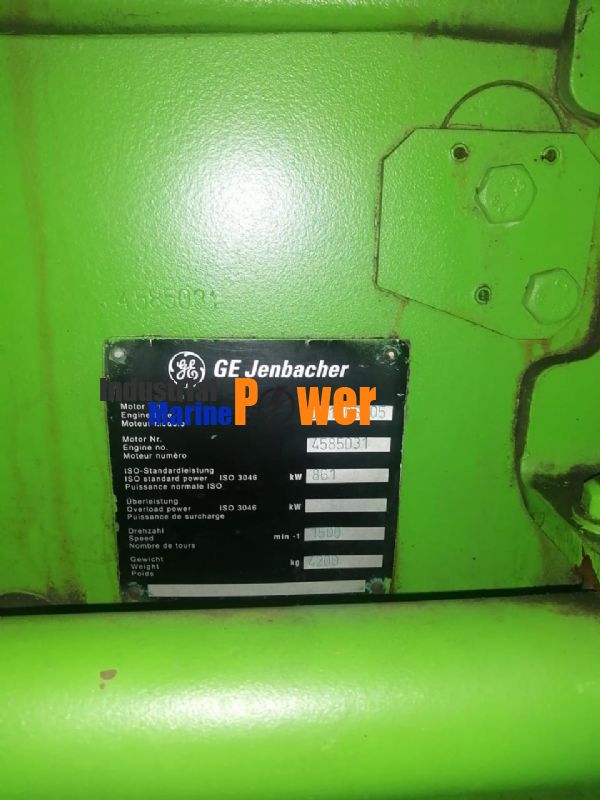 4585031
GE
GE Jenbacher
Industrial
Marine
Power
Motor
Engine
Moteur
05
Motor Nr.
Engine no.
Moteur numéro
4585031
ISO-Standardleistung
ISO standard power ISO 3046
Puissance normale ISO
kW
861
Überleistung
Overload power ISO 3046
Puissance de surcharge
kW
Drehzahl
Speed
Nombre de tours
min -1
1500
Gewicht
Weight
Poids
kg
4200